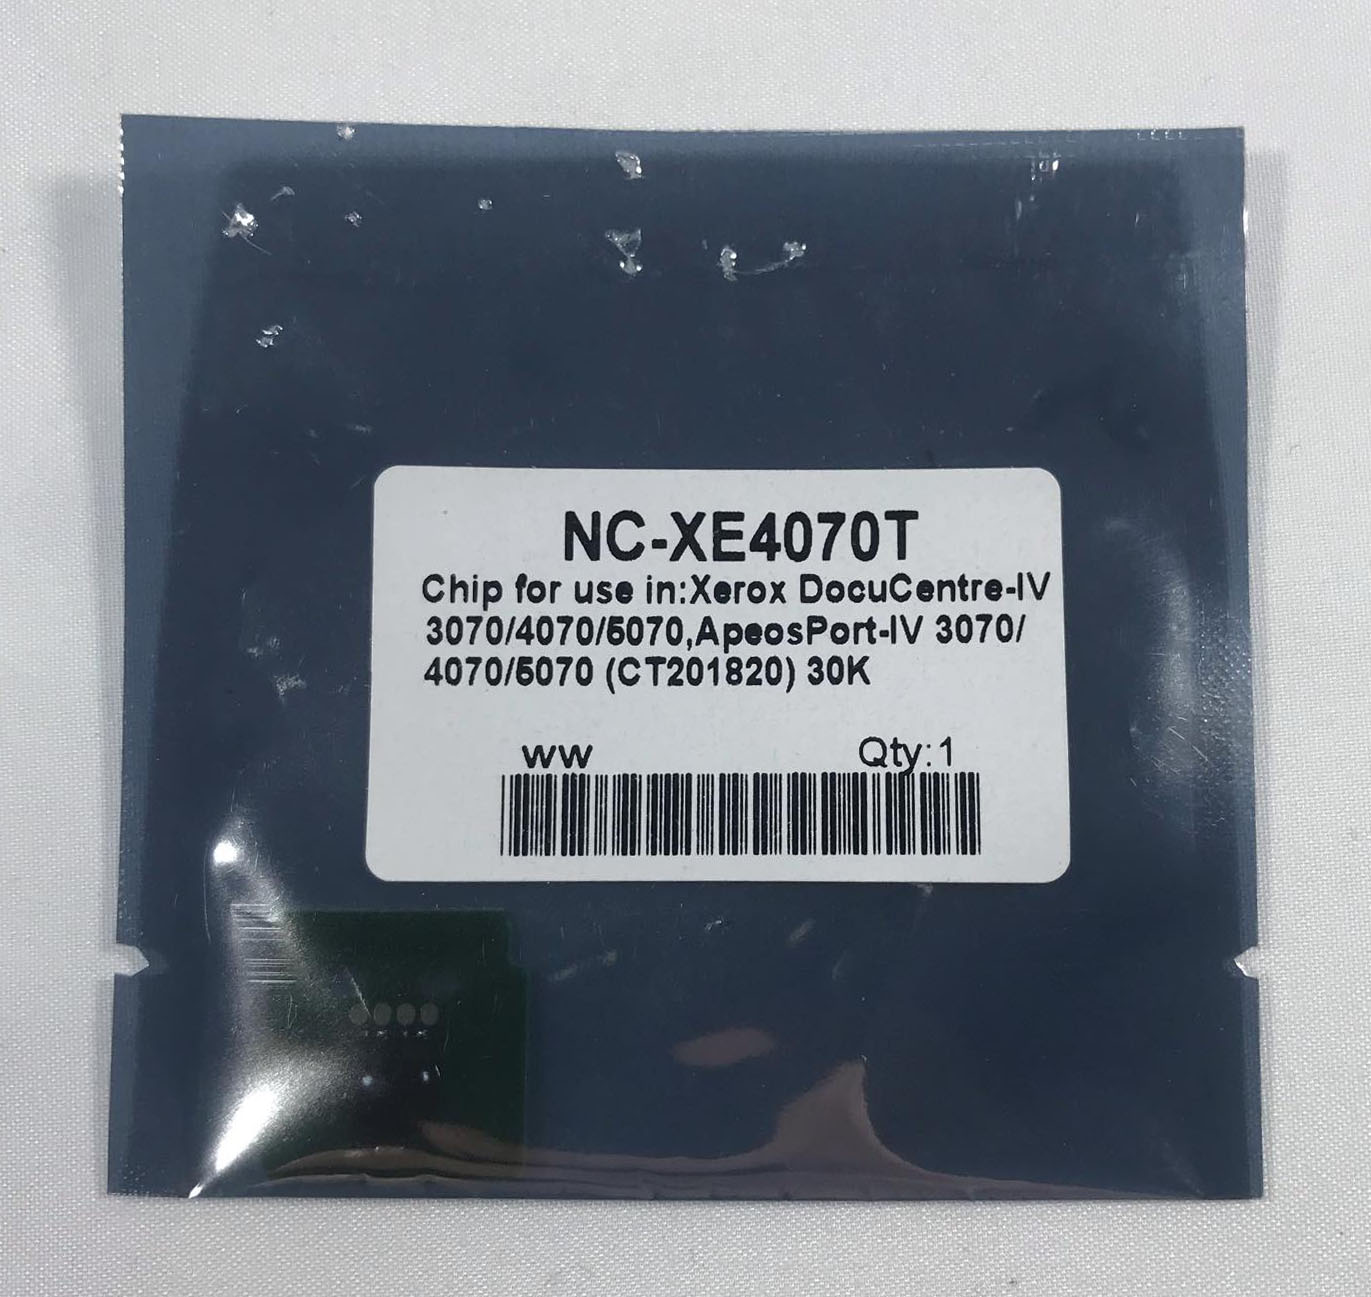 NC-XE4070T
Chip for use in:Xerox DocuCentre-IV
3070/4070/5070,ApeosPort-IV 3070/
4070/5070 (CT201820) 30K
WW Qty:1